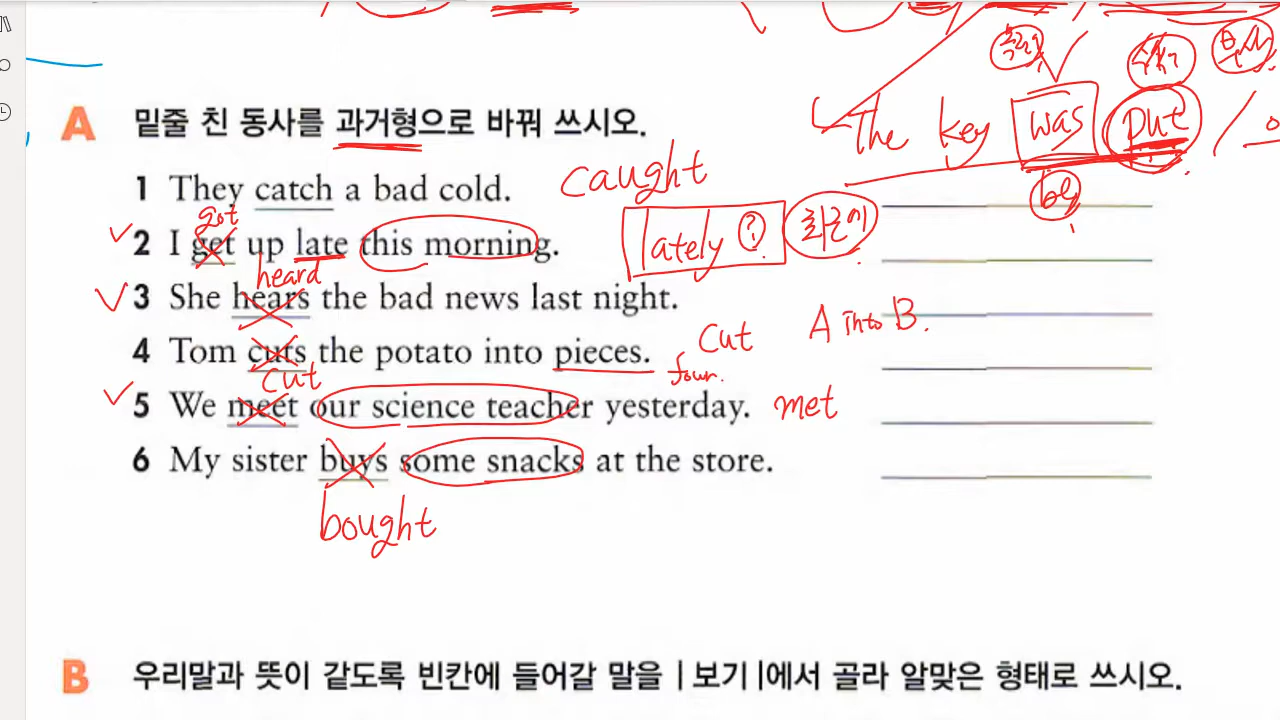 The key was put /
be
A 밑줄 친 동사를 과거형으로 바꿔 쓰시오.
1 They catch a bad cold. caught
got
2 I get up late this morning. lately ? 최근에
heard
3 She hears the bad news last night.
4 Tom cuts the potato into pieces. cut A into B.
cut four.
5 We meet our science teacher yesterday. met
6 My sister buys some snacks at the store.
bought
B 우리말과 뜻이 같도록 빈칸에 들어갈 말을 | 보기 |에서 골라 알맞은 형태로 쓰시오.